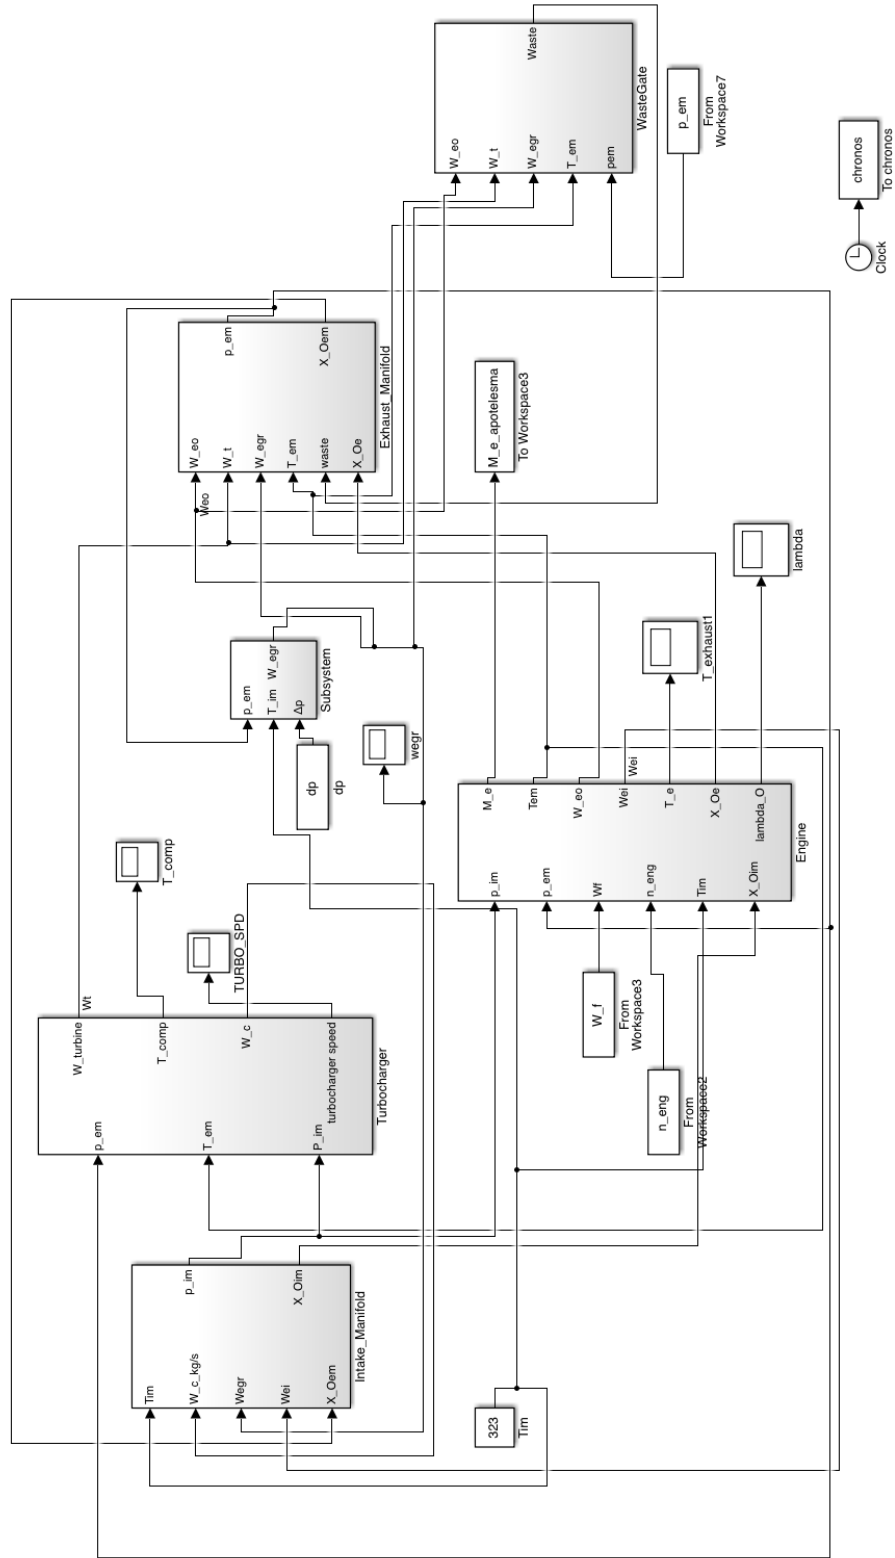 Tim
W_c_kg/s
Wegr
Wei
X_Oem
p_im
X_Oim
Intake_Manifold
323
Tim
p_em
T_em
P_im
W_turbine
T_comp
W_c
turbocharger speed
Turbocharger
Wt
T_comp
TURBO_SPD
n_eng
From
Workspace2
W_f
From
Workspace3
p_im
p_em
Wf
n_eng
Tim
X_Oim
M_e
Tem
W_eo
Wei
T_e
X_Oe
lambda_O
Engine
Wei
dp
dp
wegr
p_em
T_im
Δp
W_egr
Subsystem
T_exhaust1
lambda
M_e_apotelesma
To Workspace3
Weo
W_eo
W_t
W_egr
T_em
waste
X_Oe
p_em
X_Oem
Exhaust_Manifold
W_eo
W_t
W_egr
T_em
pem
Waste
WasteGate
p_em
From
Workspace7
Clock
chronos
To chronos